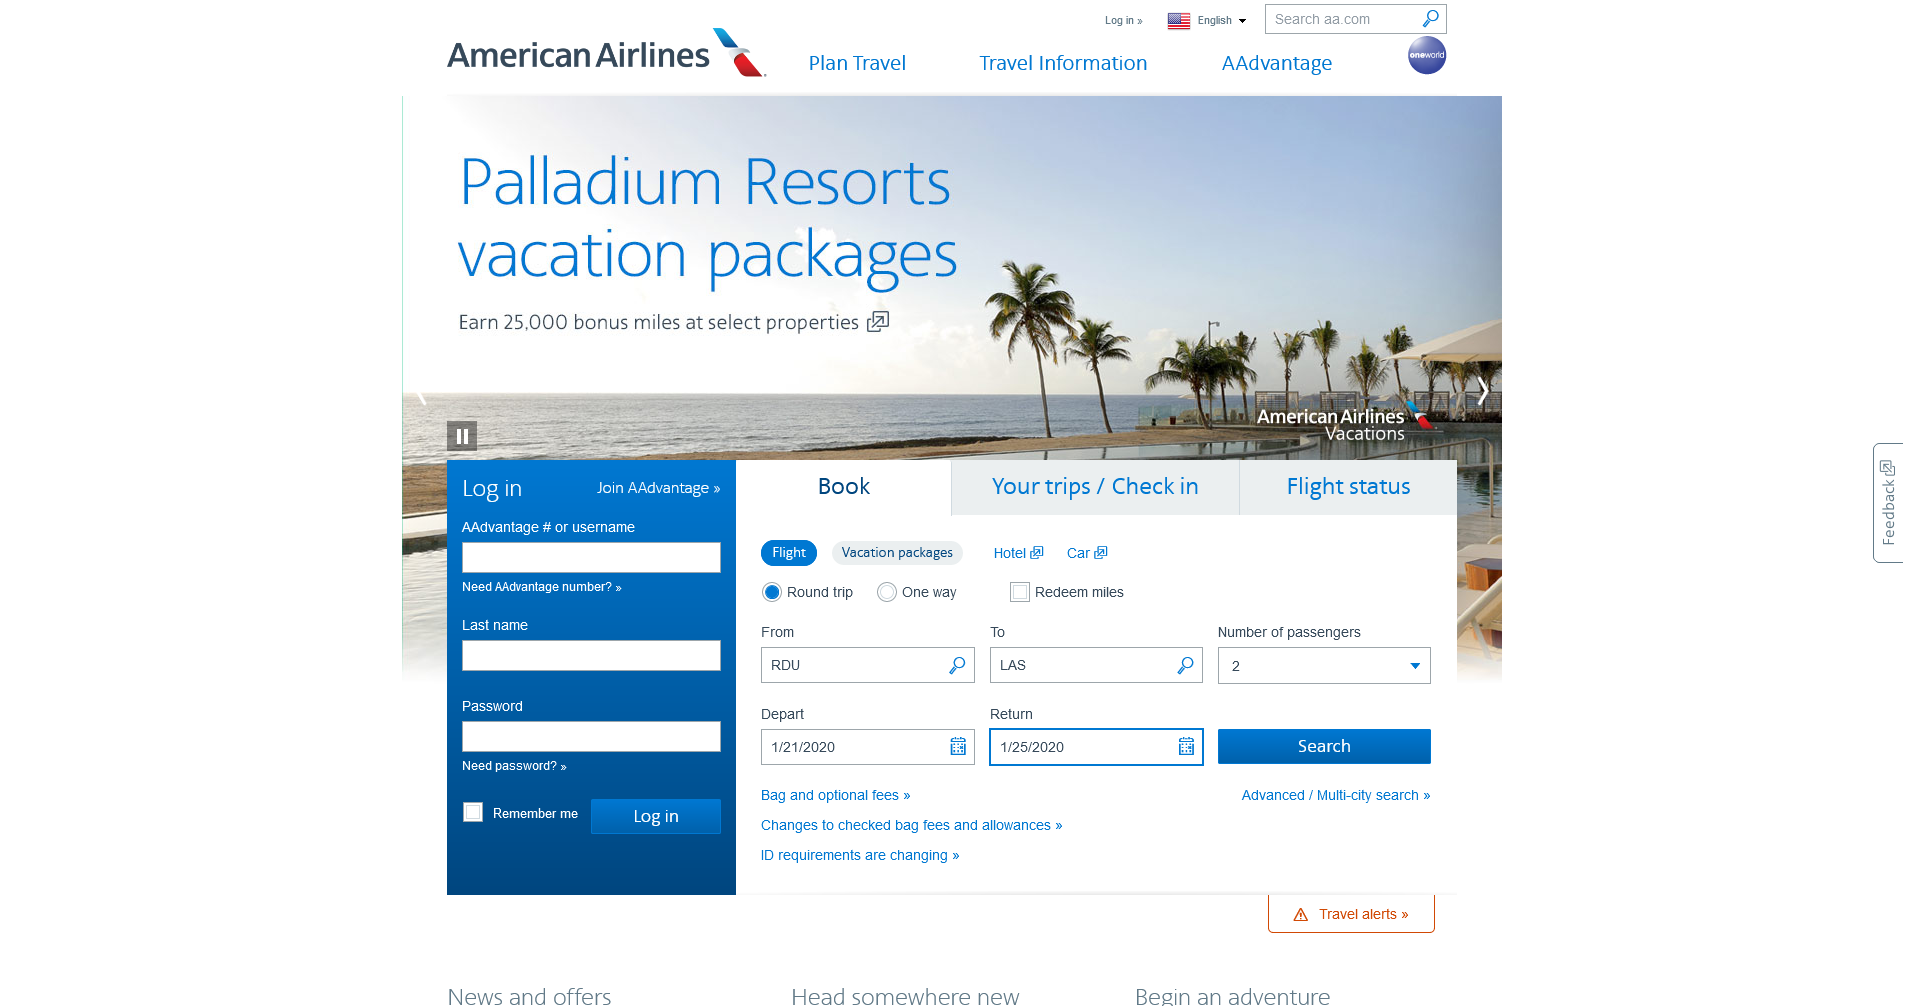 Log in »
English
Search aa.com
American Airlines
Plan Travel
Travel Information
AAdvantage
oneworld
Palladium Resorts
vacation packages
Earn 25,000 bonus miles at select properties
American Airlines
Vacations
Feedback
Log in
Join AAdvantage »
AAdvantage # or username
Need AAdvantage number? »
Last name
Password
Need password? »
Remember me
Log in
Book
Your trips / Check in
Flight status
Flight
Vacation packages
Hotel
Car
Round trip
One way
Redeem miles
From
To
Number of passengers
RDU
LAS
2
Depart
Return
1/21/2020
1/25/2020
Search
Bag and optional fees »
Advanced / Multi-city search »
Changes to checked bag fees and allowances »
ID requirements are changing »
Travel alerts »
News and offers
Head somewhere new
Begin an adventure